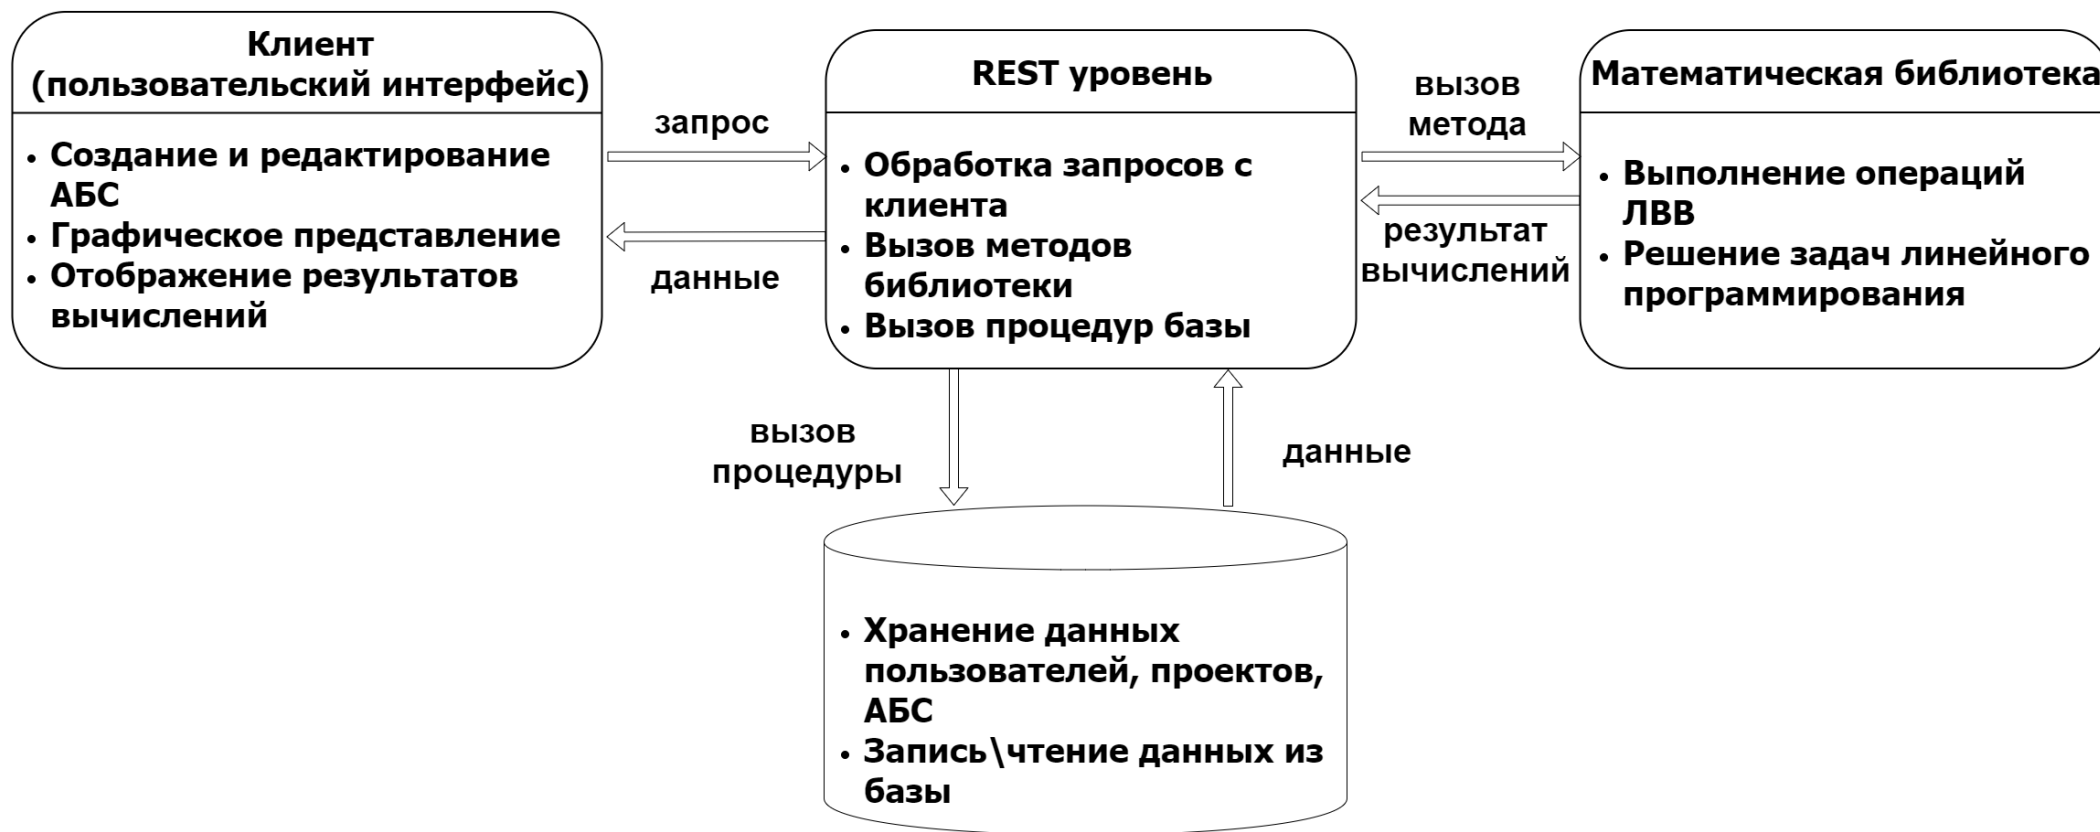 Клиент
(пользовательский интерфейс)
• Создание и редактирование
АБС
• Графическое представление
• Отображение результатов
вычислений
запрос
данные
REST уровень
• Обработка запросов с
клиента
• Вызов методов
библиотеки
• Вызов процедур базы
вызов
метода
результат
вычислений
Математическая библиотека
• Выполнение операций
ЛВВ
• Решение задач линейного
программирования
вызов
процедуры
данные
• Хранение данных
пользователей, проектов,
АБС
• Запись\чтение данных из
базы